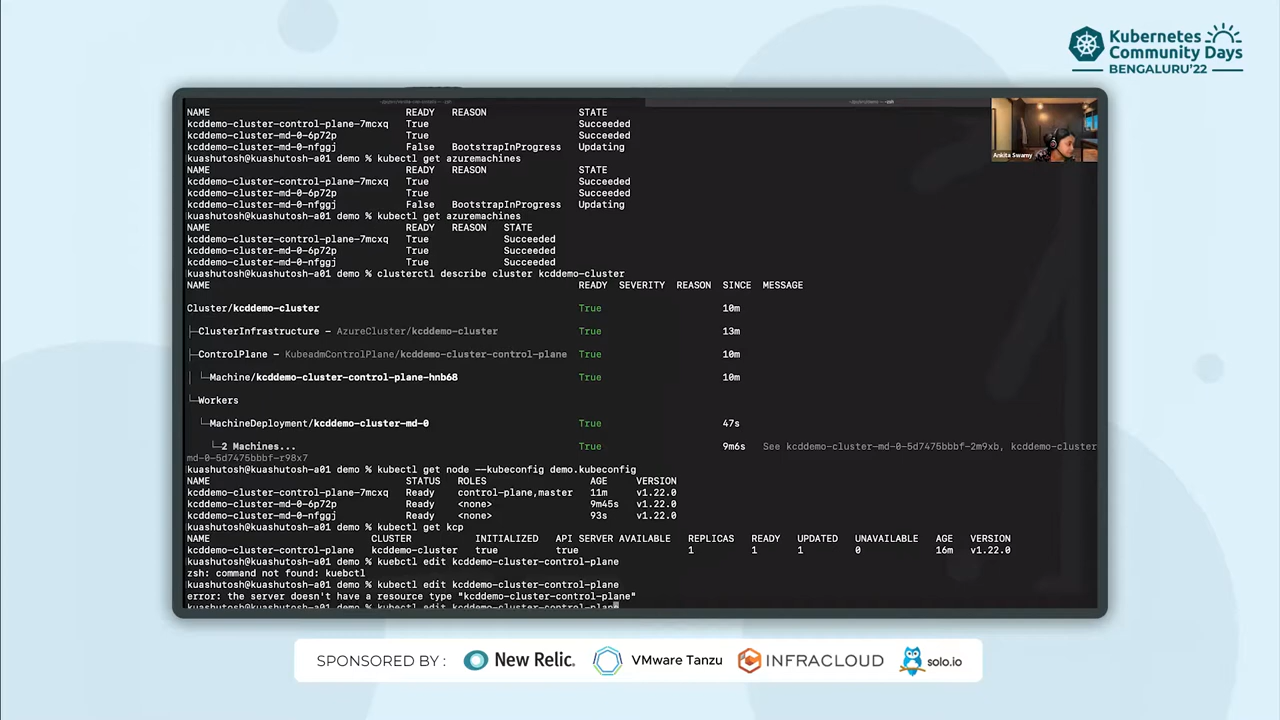 Kubernetes
Community Days
BENGALURU'22
NAME READY REASON STATE
kcddemo-cluster-control-plane-7mcxq True Succeeded
kcddemo-cluster-md-0-6p72p True Succeeded
kcddemo-cluster-md-0-nfggj False BootstrapInProgress Updating
kuashutosh@kuashutosh-a01 demo % kubectl get azuremachines
NAME READY REASON STATE
kcddemo-cluster-control-plane-7mcxq True Succeeded
kcddemo-cluster-md-0-6p72p True Succeeded
kcddemo-cluster-md-0-nfggj False BootstrapInProgress Updating
kuashutosh@kuashutosh-a01 demo % kubectl get azuremachines
NAME READY REASON STATE
kcddemo-cluster-control-plane-7mcxq True Succeeded
kcddemo-cluster-md-0-6p72p True Succeeded
kcddemo-cluster-md-0-nfggj True Succeeded
kuashutosh@kuashutosh-a01 demo % clusterctl describe cluster kcddemo-cluster
NAME READY SEVERITY REASON SINCE MESSAGE
Cluster/kcddemo-cluster True 10m
├─ClusterInfrastructure - AzureCluster/kcddemo-cluster True 13m
├─ControlPlane - KubeadmControlPlane/kcddemo-cluster-control-plane True 10m
│ └─Machine/kcddemo-cluster-control-plane-hnb68 True 10m
└─Workers
└─MachineDeployment/kcddemo-cluster-md-0 True 47s
└─2 Machines... True 9m6s See kcddemo-cluster-md-0-5d7475bbbf-2m9xb, kcddemo-cluster
md-0-5d7475bbbf-r98x7
kuashutosh@kuashutosh-a01 demo % kubectl get node --kubeconfig demo.kubeconfig
NAME STATUS ROLES AGE VERSION
kcddemo-cluster-control-plane-7mcxq Ready control-plane,master 11m v1.22.0
kcddemo-cluster-md-0-6p72p Ready <none> 9m45s v1.22.0
kcddemo-cluster-md-0-nfggj Ready <none> 93s v1.22.0
kuashutosh@kuashutosh-a01 demo % kubectl get kcp
NAME CLUSTER INITIALIZED API SERVER AVAILABLE REPLICAS READY UPDATED UNAVAILABLE AGE VERSION
kcddemo-cluster-control-plane kcddemo-cluster true true 1 1 1 0 16m v1.22.0
kuashutosh@kuashutosh-a01 demo % kuebctl edit kcddemo-cluster-control-plane
zsh: command not found: kuebctl
kuashutosh@kuashutosh-a01 demo % kubectl edit kcddemo-cluster-control-plane
error: the server doesn't have a resource type "kcddemo-cluster-control-plane"
kuashutosh@kuashutosh-a01 demo % kubectl edit kcddemo-cluster-control-plane
Ankita Swamy
SPONSORED BY : New Relic. VMware Tanzu INFRACLOUD solo.io